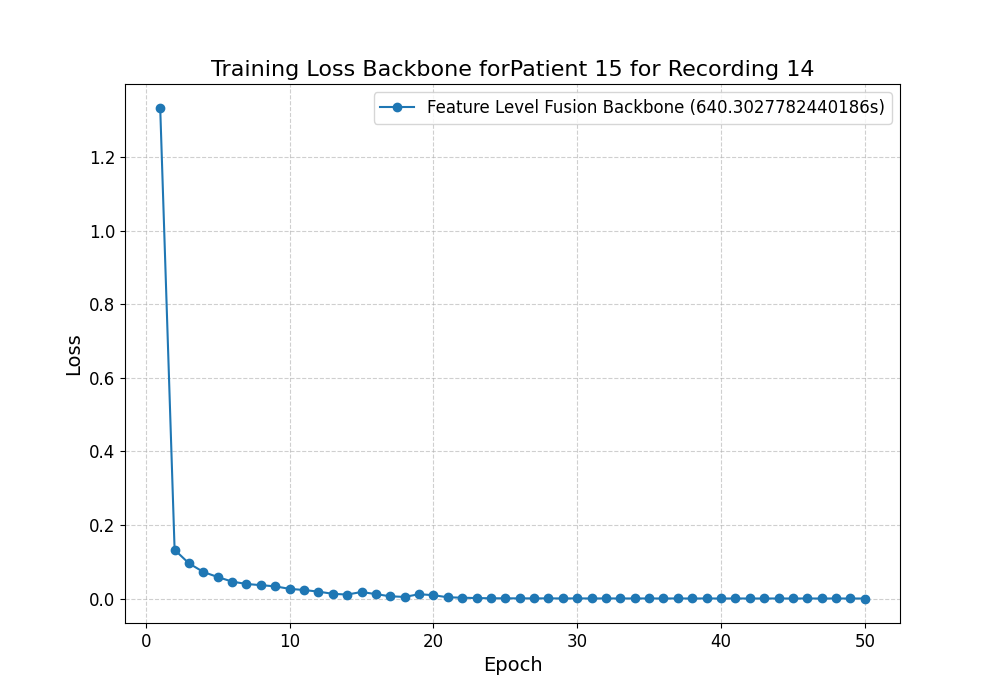 Training Loss Backbone forPatient 15 for Recording 14
Feature Level Fusion Backbone (640.3027782440186s)
1.2
1.0
0.8
0.6
0.4
0.2
0.0
Loss
0 10 20 30 40 50
Epoch